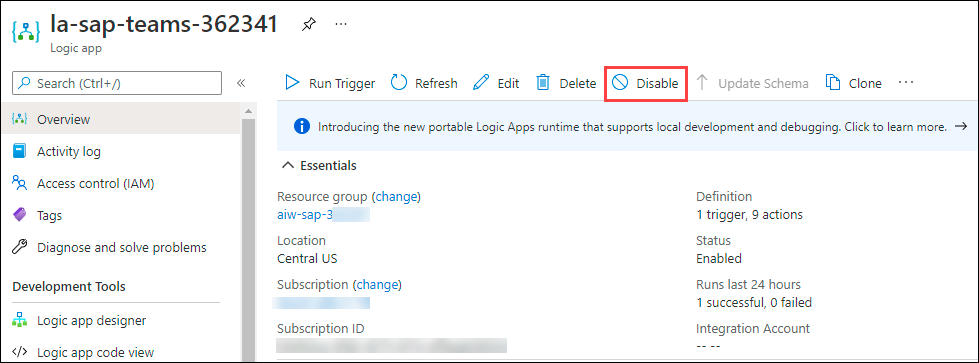 la-sap-teams-362341
Logic app
Search (Ctrl+/)
Overview
Activity log
Access control (IAM)
Tags
Diagnose and solve problems
Development Tools
Logic app designer
Logic app code view
Run Trigger Refresh Edit Delete Disable Update Schema Clone
Introducing the new portable Logic Apps runtime that supports local development and debugging. Click to learn more.
Essentials
Resource group (change)
aiw-sap-3
Location
Central US
Subscription (change)
Subscription ID
Definition
1 trigger, 9 actions
Status
Enabled
Runs last 24 hours
1 successful, 0 failed
Integration Account
-- --